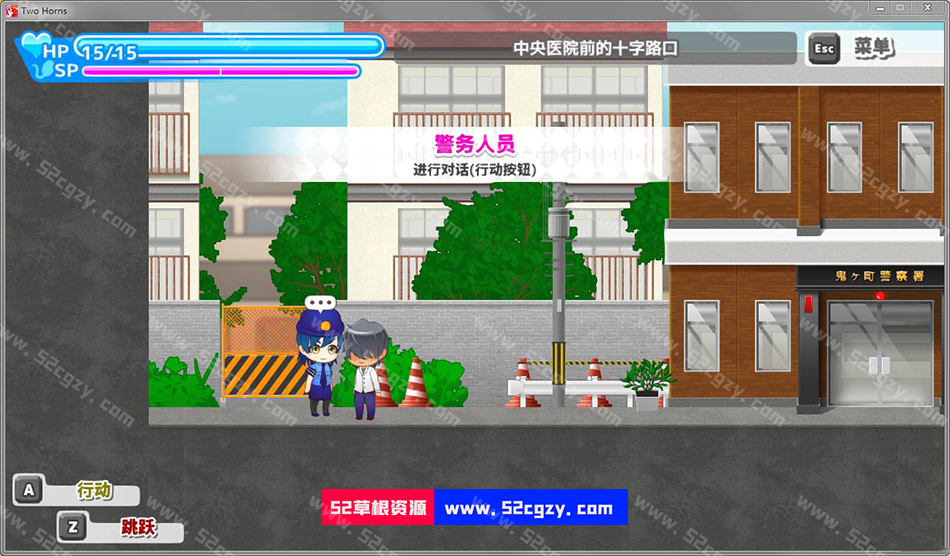 Two Horns
HP 15/15
SP
中央医院前的十字路口
Esc 菜单
警务人员
进行对话(行动按钮)
鬼ヶ町警察署
A 行动
Z 跳跃
52草根资源 www.52cgzy.com